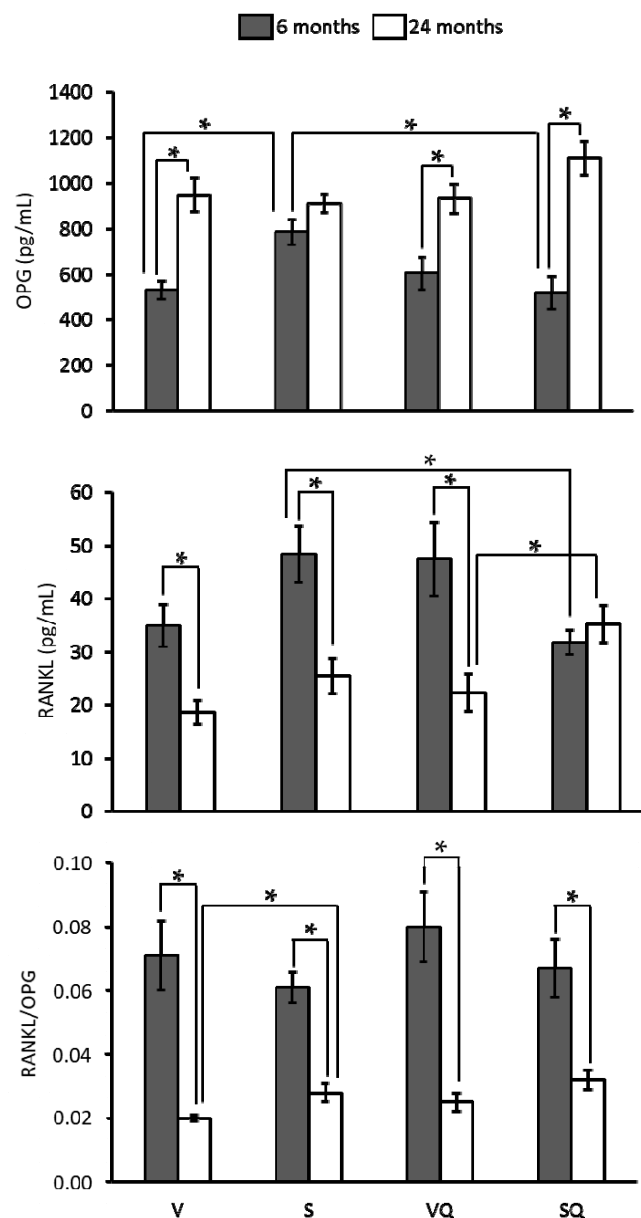 6 months 24 months
OPG (pg/mL)
1400
1200
1000
800
600
400
200
0
* * * * *
RANKL (pg/mL)
60
50
40
30
20
10
0
* * * * *
RANKL/OPG
0.10
0.08
0.06
0.04
0.02
0.00
* * * * *
V S VQ SQ